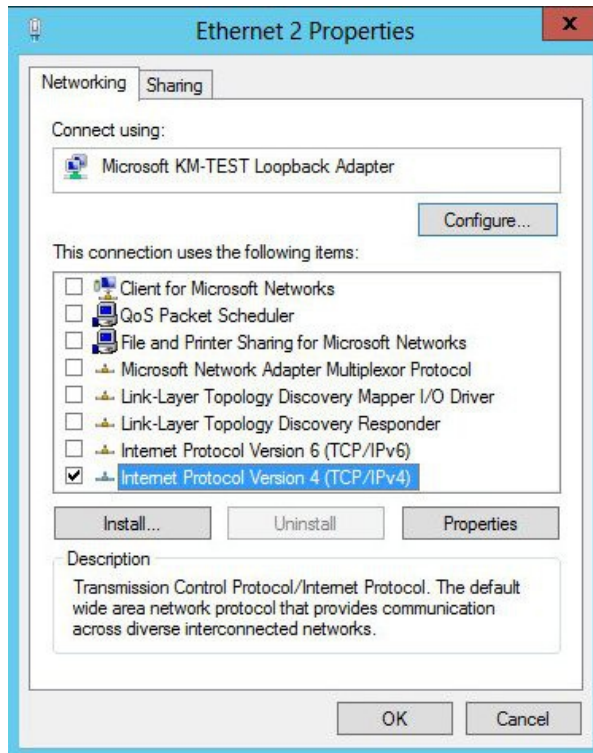 Ethernet 2 Properties
x
Networking
Sharing
Connect using:
Microsoft KM-TEST Loopback Adapter
Configure...
This connection uses the following items:
Client for Microsoft Networks
QoS Packet Scheduler
File and Printer Sharing for Microsoft Networks
Microsoft Network Adapter Multiplexor Protocol
Link-Layer Topology Discovery Mapper I/O Driver
Link-Layer Topology Discovery Responder
Internet Protocol Version 6 (TCP/IPv6)
Internet Protocol Version 4 (TCP/IPv4)
Install...
Uninstall
Properties
Description
Transmission Control Protocol/Internet Protocol. The default
wide area network protocol that provides communication
across diverse interconnected networks.
OK
Cancel